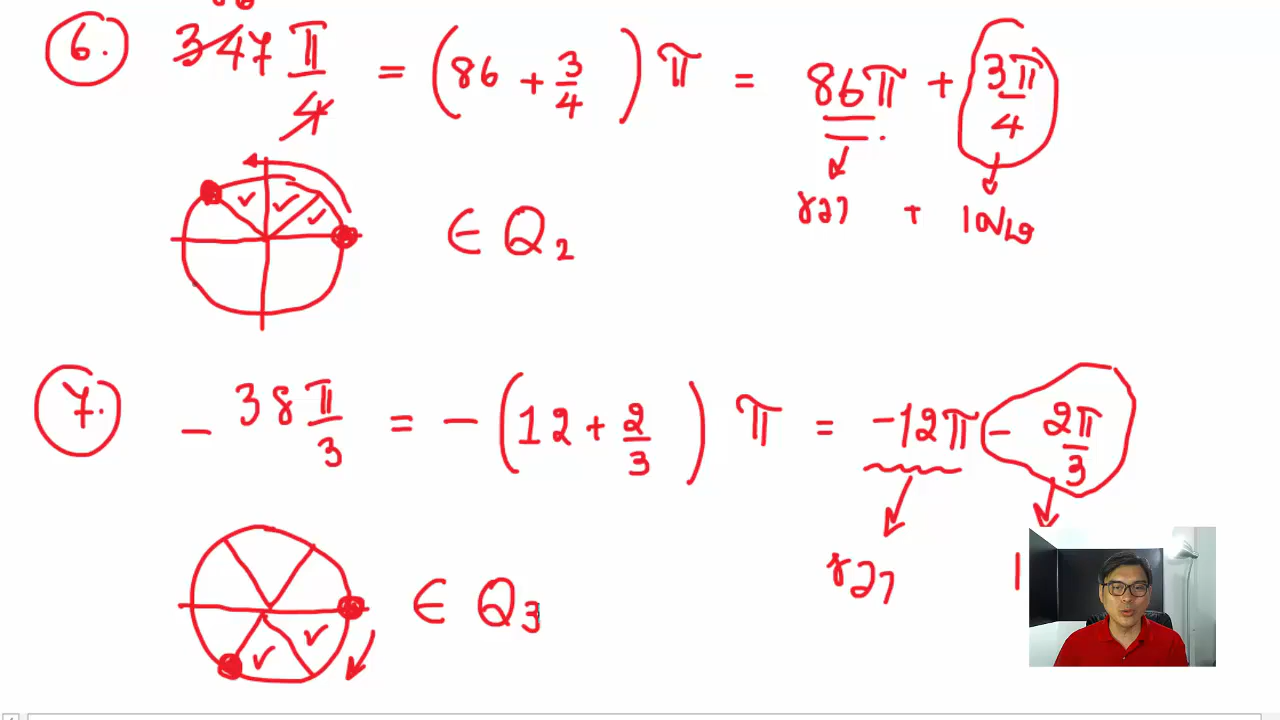 6. 347π/4 = (86 + 3/4) π = 86π + 3π/4
∈ Q₂
7. - 38π/3 = - (12 + 2/3) π = -12π - 2π/3
∈ Q₃